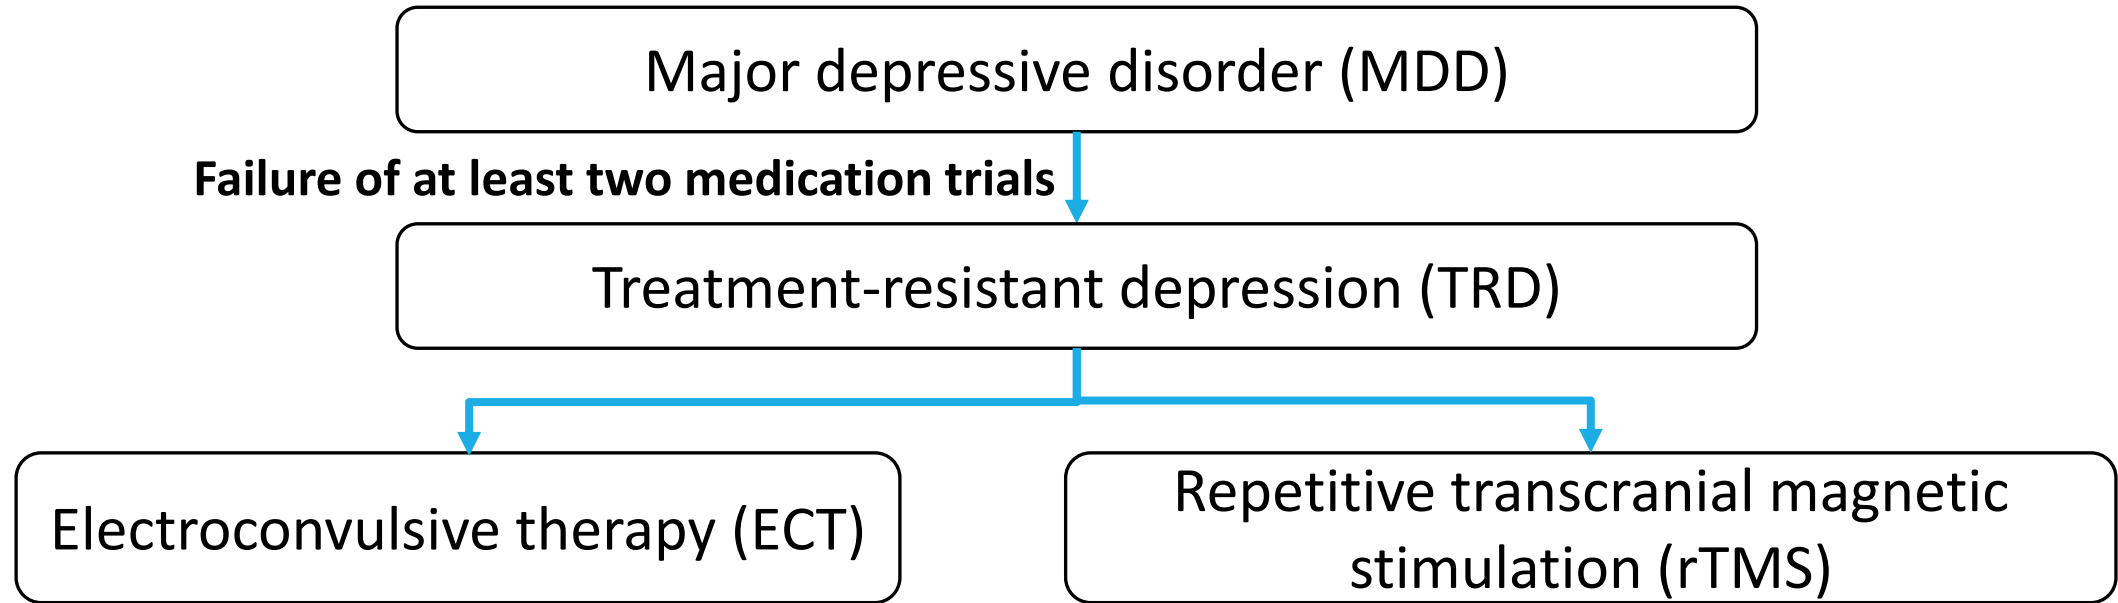 Major depressive disorder (MDD)
Failure of at least two medication trials
Treatment-resistant depression (TRD)
Electroconvulsive therapy (ECT)
Repetitive transcranial magnetic
stimulation (rTMS)